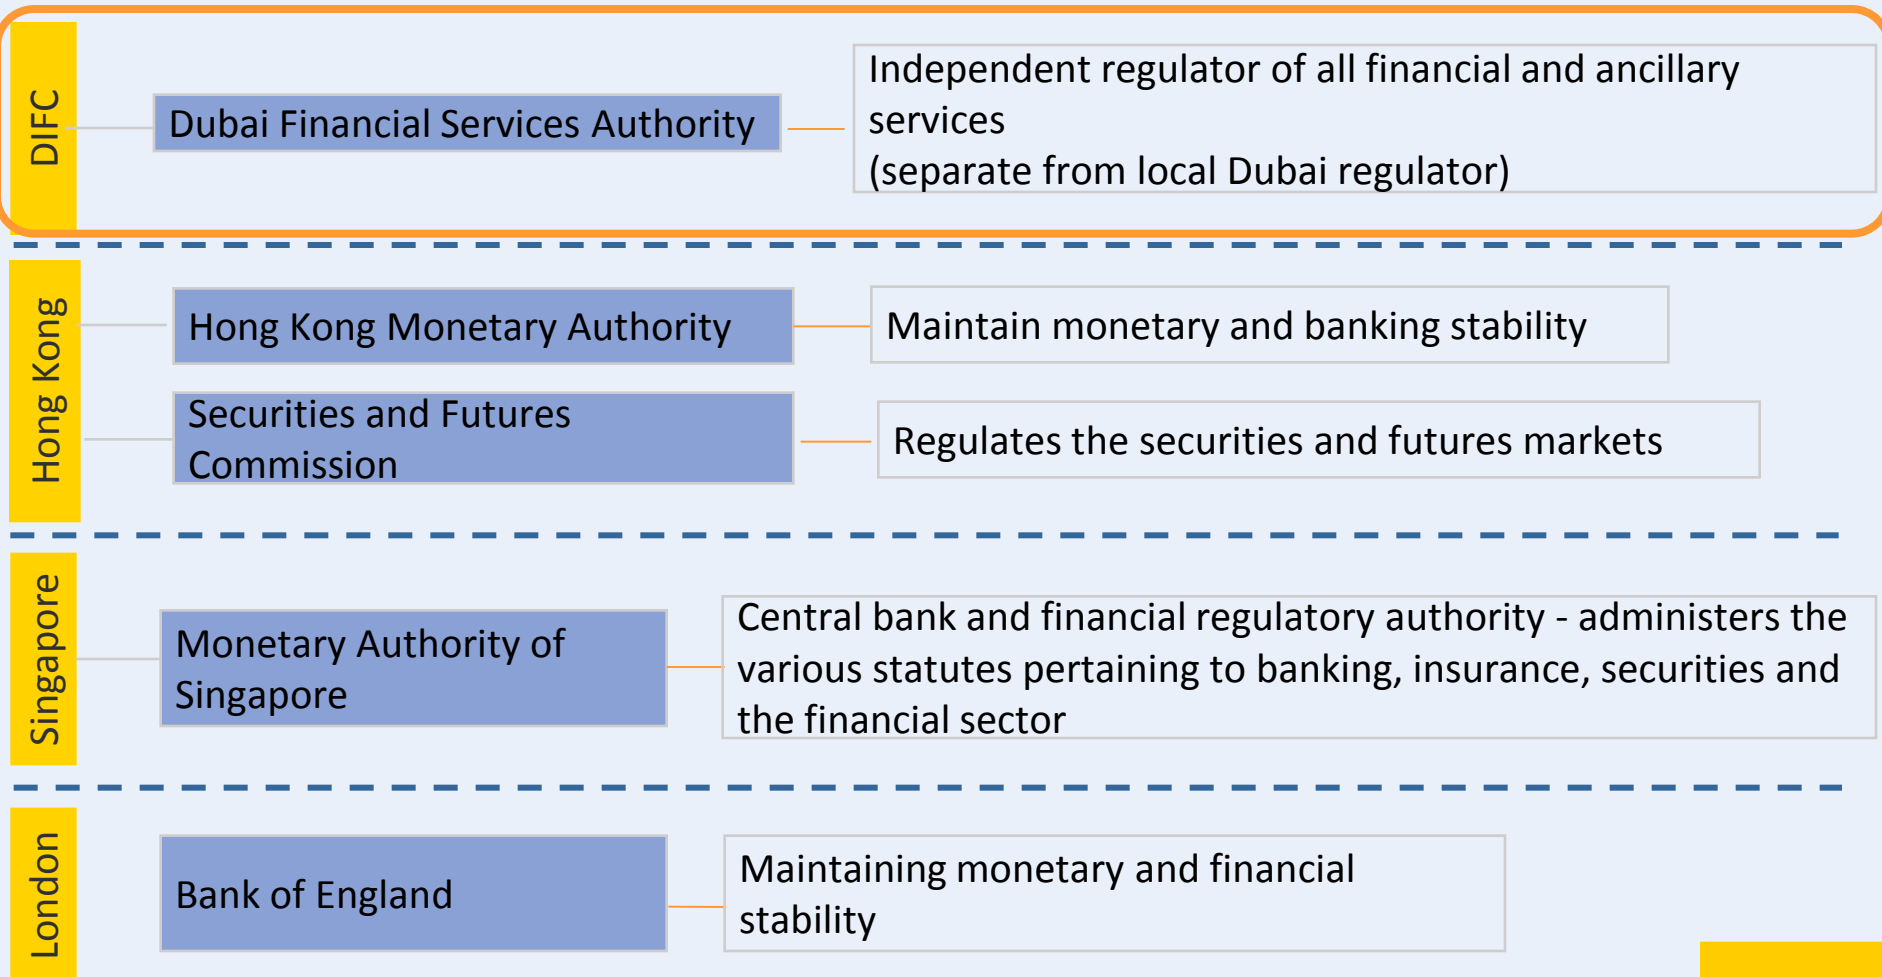 DIFC
Dubai Financial Services Authority
Independent regulator of all financial and ancillary
services
(separate from local Dubai regulator)
Hong Kong
Hong Kong Monetary Authority
Maintain monetary and banking stability
Securities and Futures
Commission
Regulates the securities and futures markets
Singapore
Monetary Authority of
Singapore
Central bank and financial regulatory authority - administers the
various statutes pertaining to banking, insurance, securities and
the financial sector
London
Bank of England
Maintaining monetary and financial
stability